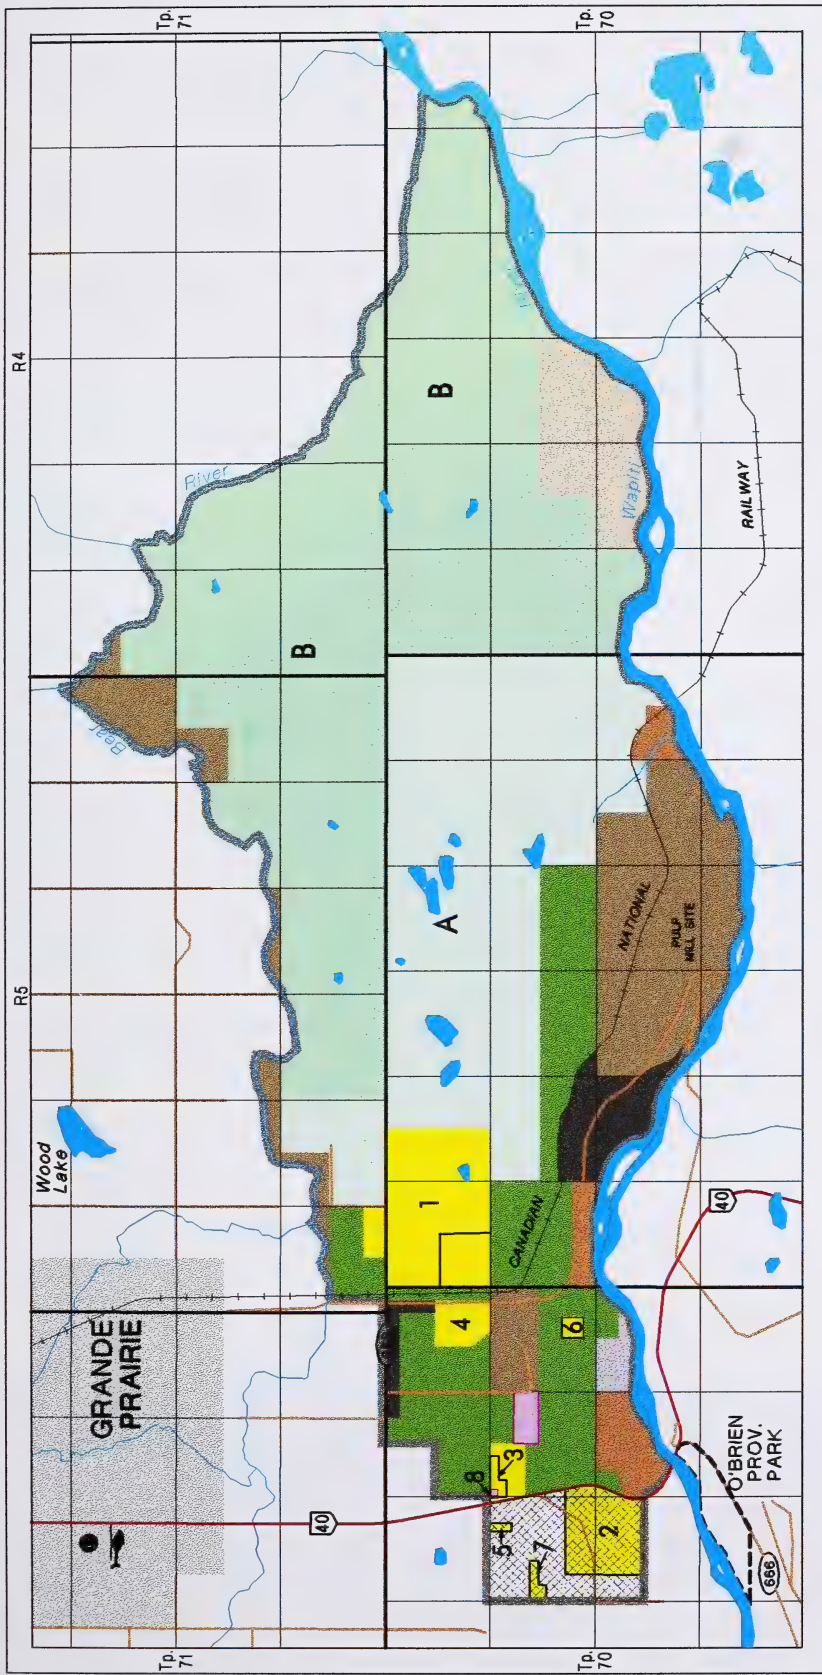 Tp.
71
Tp.
70
R4
River
B
B
Wapiti
RAILWAY
B
Bear
R5
A
NATIONAL
PULP
MILL SITE
Wood
Lake
1
CANADIAN
40
GRANDE
PRAIRIE
4
6
3
8
5
7
2
40
O'BRIEN
PROV.
PARK
666
Tp.
71
Tp.
70